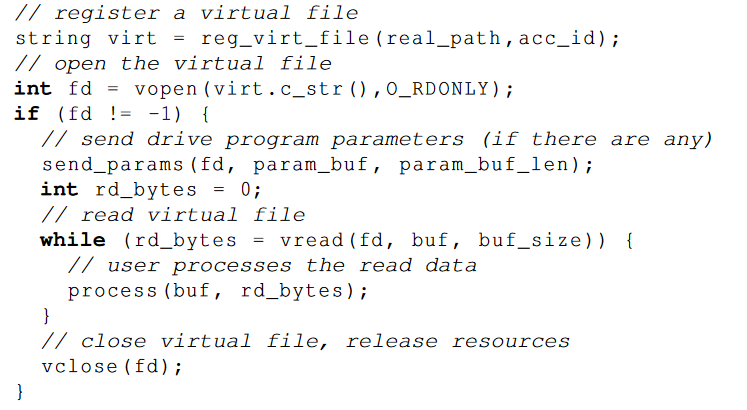 // register a virtual file
string virt = reg_virt_file(real_path,acc_id);
// open the virtual file
int fd = vopen(virt.c_str(),O_RDONLY);
if (fd != -1) {
  // send drive program parameters (if there are any)
  send_params(fd, param_buf, param_buf_len);
  int rd_bytes = 0;
  // read virtual file
  while (rd_bytes = vread(fd, buf, buf_size)) {
    // user processes the read data
    process(buf, rd_bytes);
  }
  // close virtual file, release resources
  vclose(fd);
}